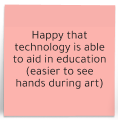 Happy that
technology is able
to aid in education
(easier to see
hands during art)